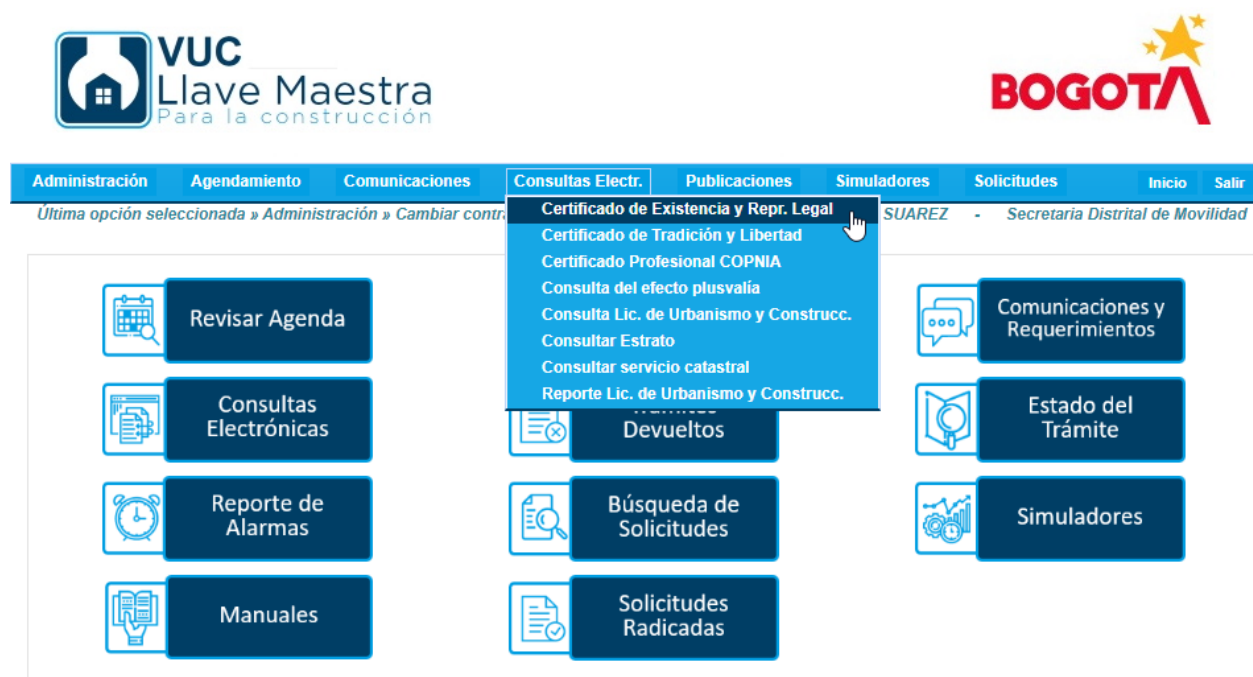 VUC
Llave Maestra
Para la construcción
BOGOTA
Administración Agendamiento Comunicaciones Consultas Electr. Publicaciones Simuladores Solicitudes Inicio Salir
Última opción seleccionada » Administración » Cambiar contr SUAREZ - Secretaria Distrital de Movilidad
Certificado de Existencia y Repr. Legal
Certificado de Tradición y Libertad
Certificado Profesional COPNIA
Consulta del efecto plusvalía
Consulta Lic. de Urbanismo y Construcc.
Consultar Estrato
Consultar servicio catastral
Reporte Lic. de Urbanismo y Construcc.
Revisar Agenda
Comunicaciones y
Requerimientos
Consultas
Electrónicas
Trámites
Devueltos
Estado del
Trámite
Reporte de
Alarmas
Búsqueda de
Solicitudes
Simuladores
Manuales
Solicitudes
Radicadas